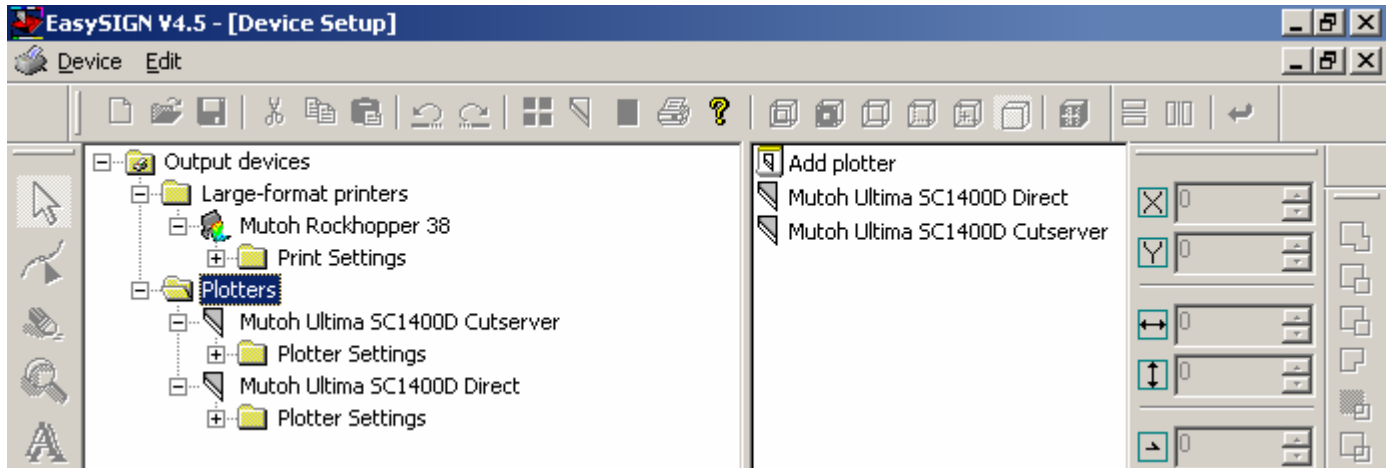 EasySIGN V4.5 - [Device Setup]
Device Edit
Output devices
Large-format printers
Mutoh Rockhopper 38
Print Settings
Plotters
Mutoh Ultima SC1400D Cutserver
Plotter Settings
Mutoh Ultima SC1400D Direct
Plotter Settings
Add plotter
Mutoh Ultima SC1400D Direct
Mutoh Ultima SC1400D Cutserver
X 0
Y 0
0
0
0